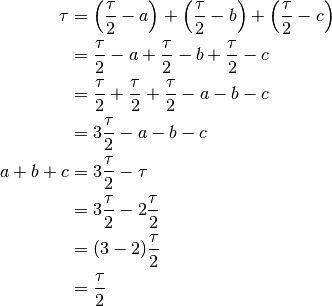 τ = (τ/2 − a) + (τ/2 − b) + (τ/2 − c)
= τ/2 − a + τ/2 − b + τ/2 − c
= τ/2 + τ/2 + τ/2 − a − b − c
= 3τ/2 − a − b − c
a + b + c = 3τ/2 − τ
= 3τ/2 − 2τ/2
= (3 − 2)τ/2
= τ/2